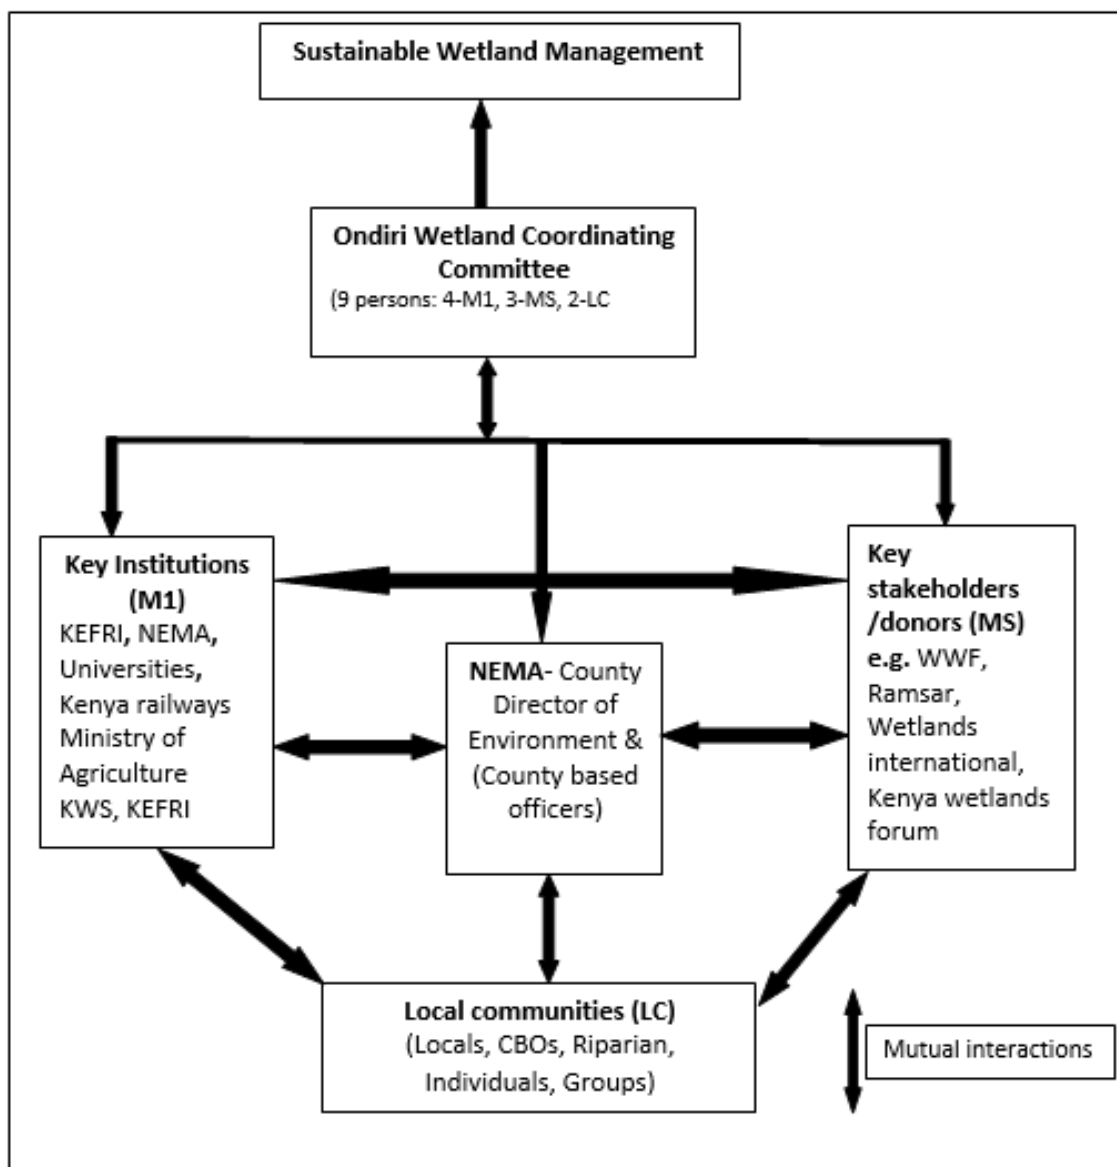 Sustainable Wetland Management
Ondiri Wetland Coordinating
Committee
(9 persons: 4-M1, 3-MS, 2-LC
Key Institutions
(M1)
KEFRI, NEMA,
Universities,
Kenya railways
Ministry of
Agriculture
KWS, KEFRI
NEMA- County
Director of
Environment &
(County based
officers)
Key
stakeholders
/donors (MS)
e.g. WWF,
Ramsar,
Wetlands
international,
Kenya wetlands
forum
Local communities (LC)
(Locals, CBOs, Riparian,
Individuals, Groups)
Mutual interactions